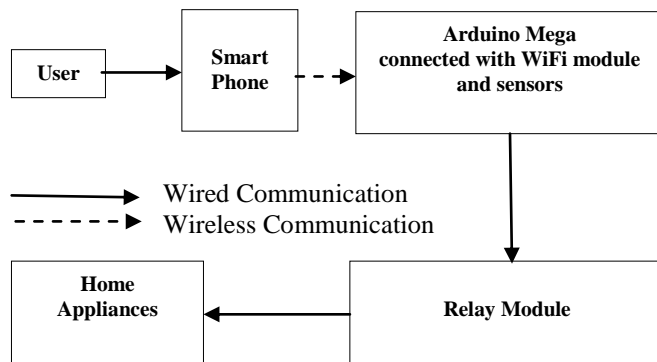 User
Smart
Phone
Arduino Mega
connected with WiFi module
and sensors
Wired Communication
Wireless Communication
Home
Appliances
Relay Module